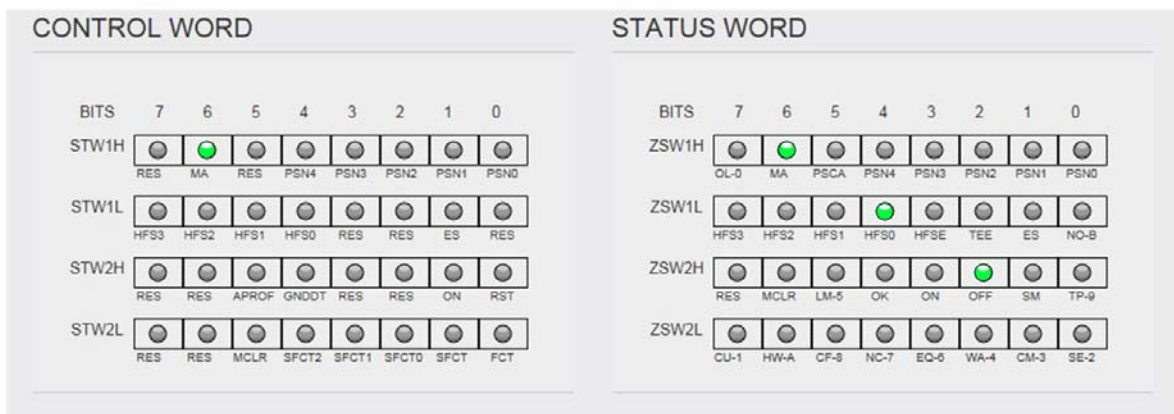 CONTROL WORD
BITS 7 6 5 4 3 2 1 0
STW1H
RES MA RES PSN4 PSN3 PSN2 PSN1 PSN0
STW1L
HFS3 HFS2 HFS1 HFS0 RES RES ES RES
STW2H
RES RES APROF GNDDT RES RES ON RST
STW2L
RES RES MCLR SFCT2 SFCT1 SFCT0 SFCT FCT
STATUS WORD
BITS 7 6 5 4 3 2 1 0
ZSW1H
OL-0 MA PSCA PSN4 PSN3 PSN2 PSN1 PSN0
ZSW1L
HFS3 HFS2 HFS1 HFS0 HFSE TEE ES NO-B
ZSW2H
RES MCLR LM-5 OK ON OFF SM TP-9
ZSW2L
CU-1 HW-A CF-8 NC-7 EQ-6 WA-4 CM-3 SE-2